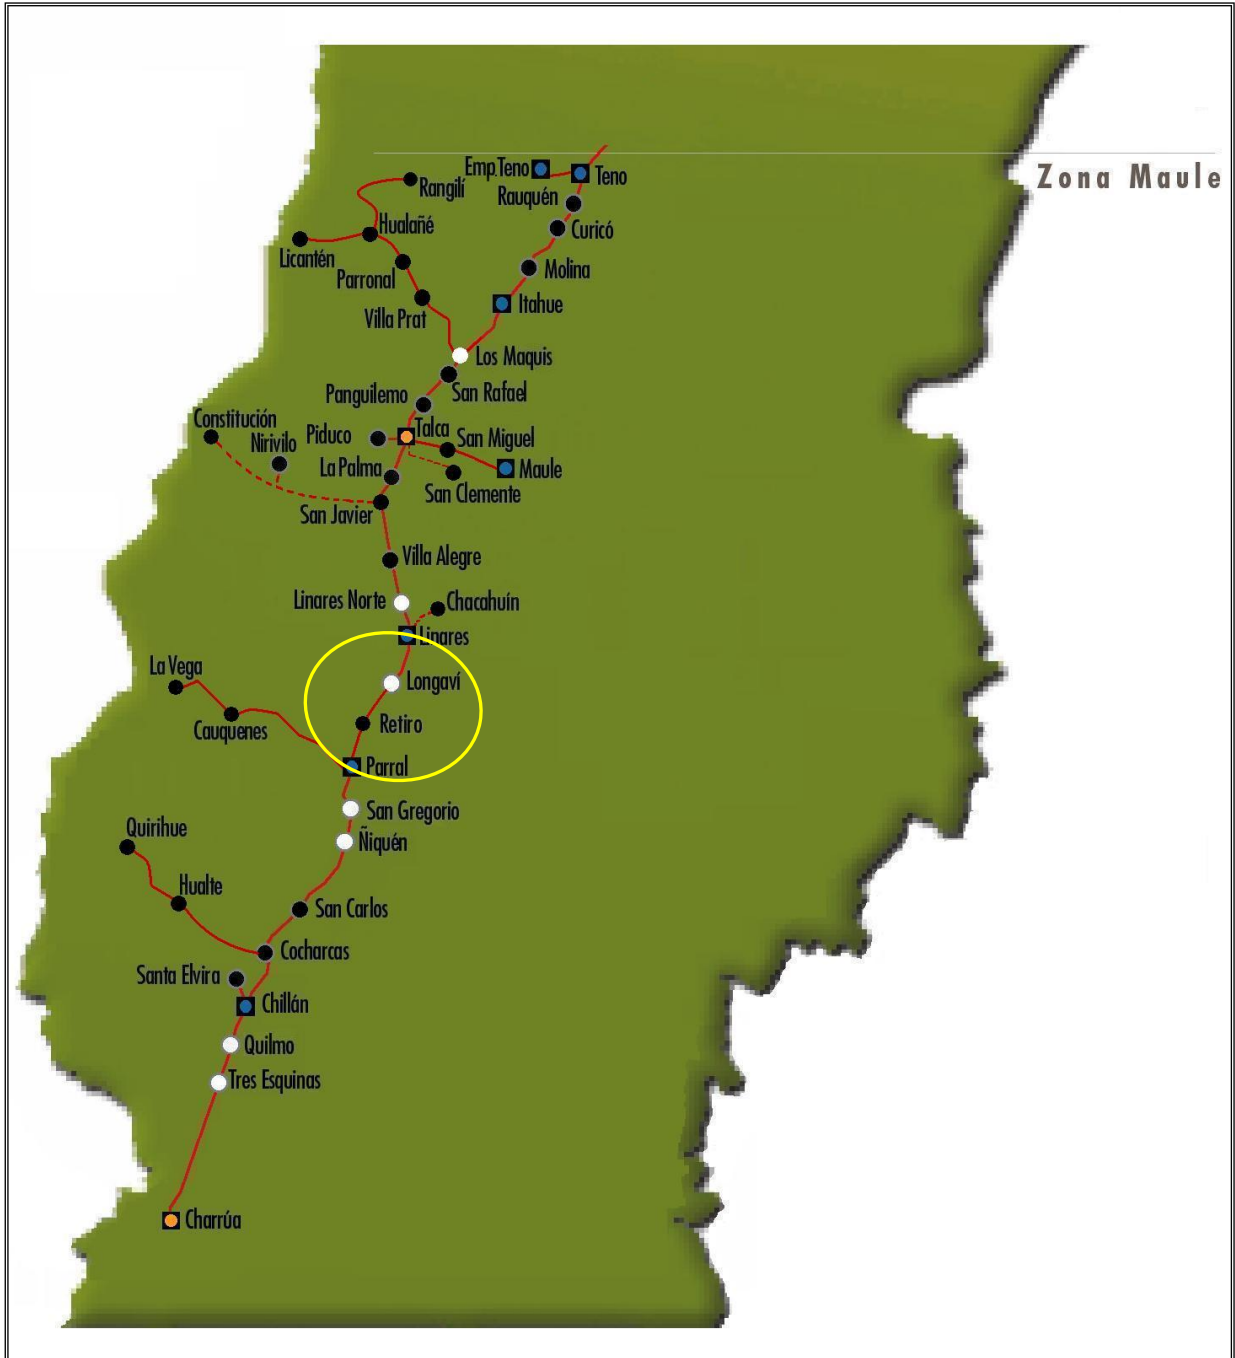 Zona Maule
Emp.Teno
Teno
Rangilí
Rauquén
Hualañé
Curicó
Licantén
Parronal
Molina
Villa Prat
Itahue
Los Maquis
San Rafael
Panguilemo
Constitución
Nirivilo
Piduco
Talca
San Miguel
La Palma
Maule
San Clemente
San Javier
Villa Alegre
Linares Norte
Chacahuín
Linares
La Vega
Longaví
Cauquenes
Retiro
Parral
San Gregorio
Quirihue
Ñiquén
Hualte
San Carlos
Cocharcas
Santa Elvira
Chillán
Quilmo
Tres Esquinas
Charrúa